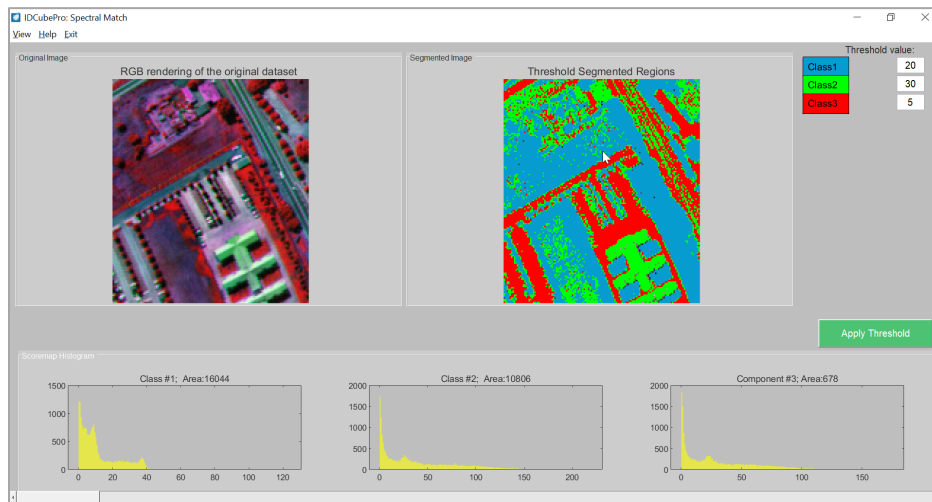 IDCubePro: Spectral Match
View Help Exit
Original Image
RGB rendering of the original dataset
Segmented Image
Threshold Segmented Regions
Threshold value:
Class1 20
Class2 30
Class3 5
Apply Threshold
Scoremap Histogram
Class #1; Area:16044
1500
1000
500
0
0 20 40 60 80 100 120
Class #2; Area:10806
2000
1500
1000
500
0
0 50 100 150 200
Component #3; Area:678
2000
1500
1000
500
0
0 50 100 150